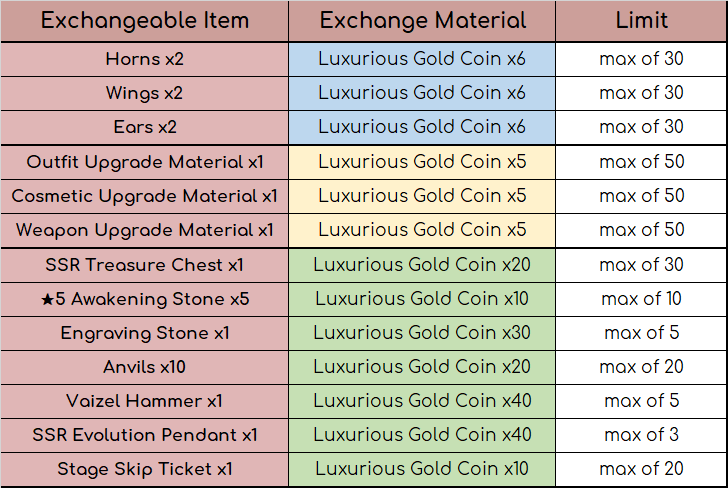 Exchangeable Item Exchange Material Limit
Horns x2 Luxurious Gold Coin x6 max of 30
Wings x2 Luxurious Gold Coin x6 max of 30
Ears x2 Luxurious Gold Coin x6 max of 30
Outfit Upgrade Material x1 Luxurious Gold Coin x5 max of 50
Cosmetic Upgrade Material x1 Luxurious Gold Coin x5 max of 50
Weapon Upgrade Material x1 Luxurious Gold Coin x5 max of 50
SSR Treasure Chest x1 Luxurious Gold Coin x20 max of 30
★5 Awakening Stone x5 Luxurious Gold Coin x10 max of 10
Engraving Stone x1 Luxurious Gold Coin x30 max of 5
Anvils x10 Luxurious Gold Coin x20 max of 20
Vaizel Hammer x1 Luxurious Gold Coin x40 max of 5
SSR Evolution Pendant x1 Luxurious Gold Coin x40 max of 3
Stage Skip Ticket x1 Luxurious Gold Coin x10 max of 20